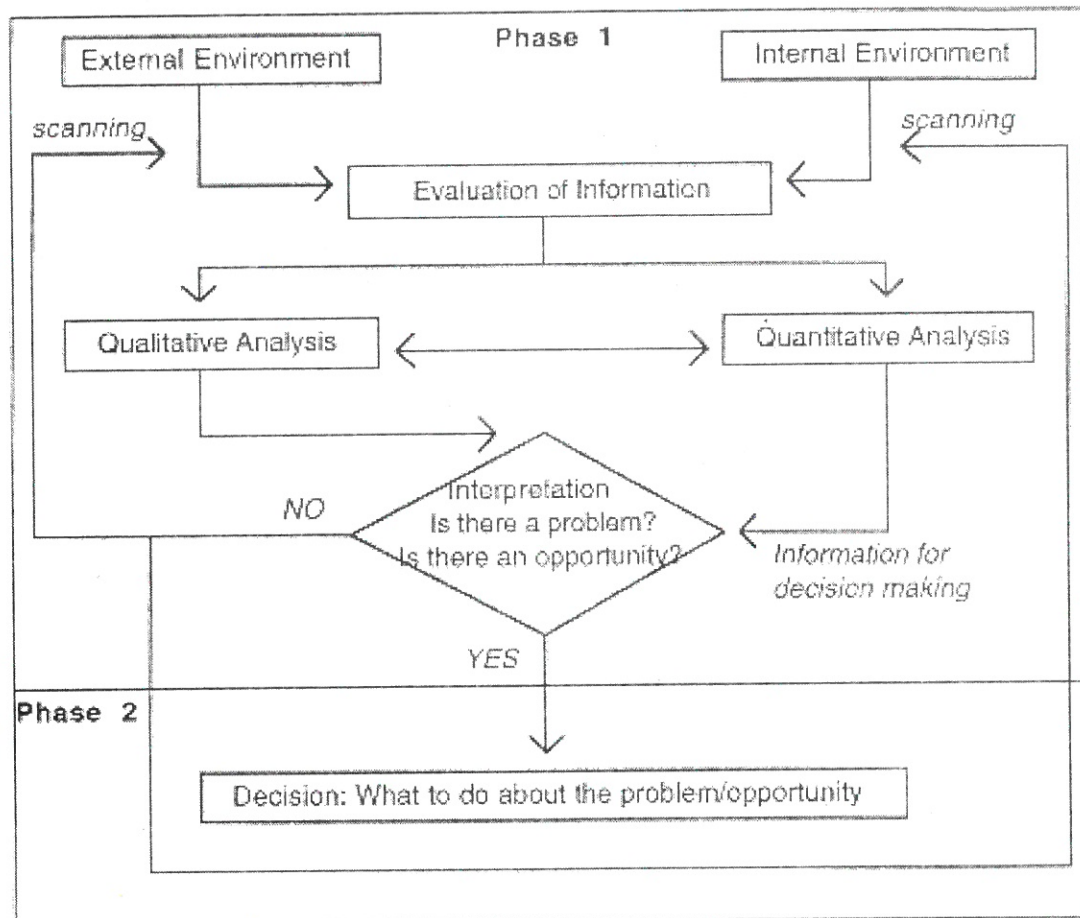 Phase 1
External Environment
Internal Environment
scanning
scanning
Evaluation of Information
Qualitative Analysis
Quantitative Analysis
Interpretation
Is there a problem?
Is there an opportunity?
NO
Information for
decision making
YES
Phase 2
Decision: What to do about the problem/opportunity